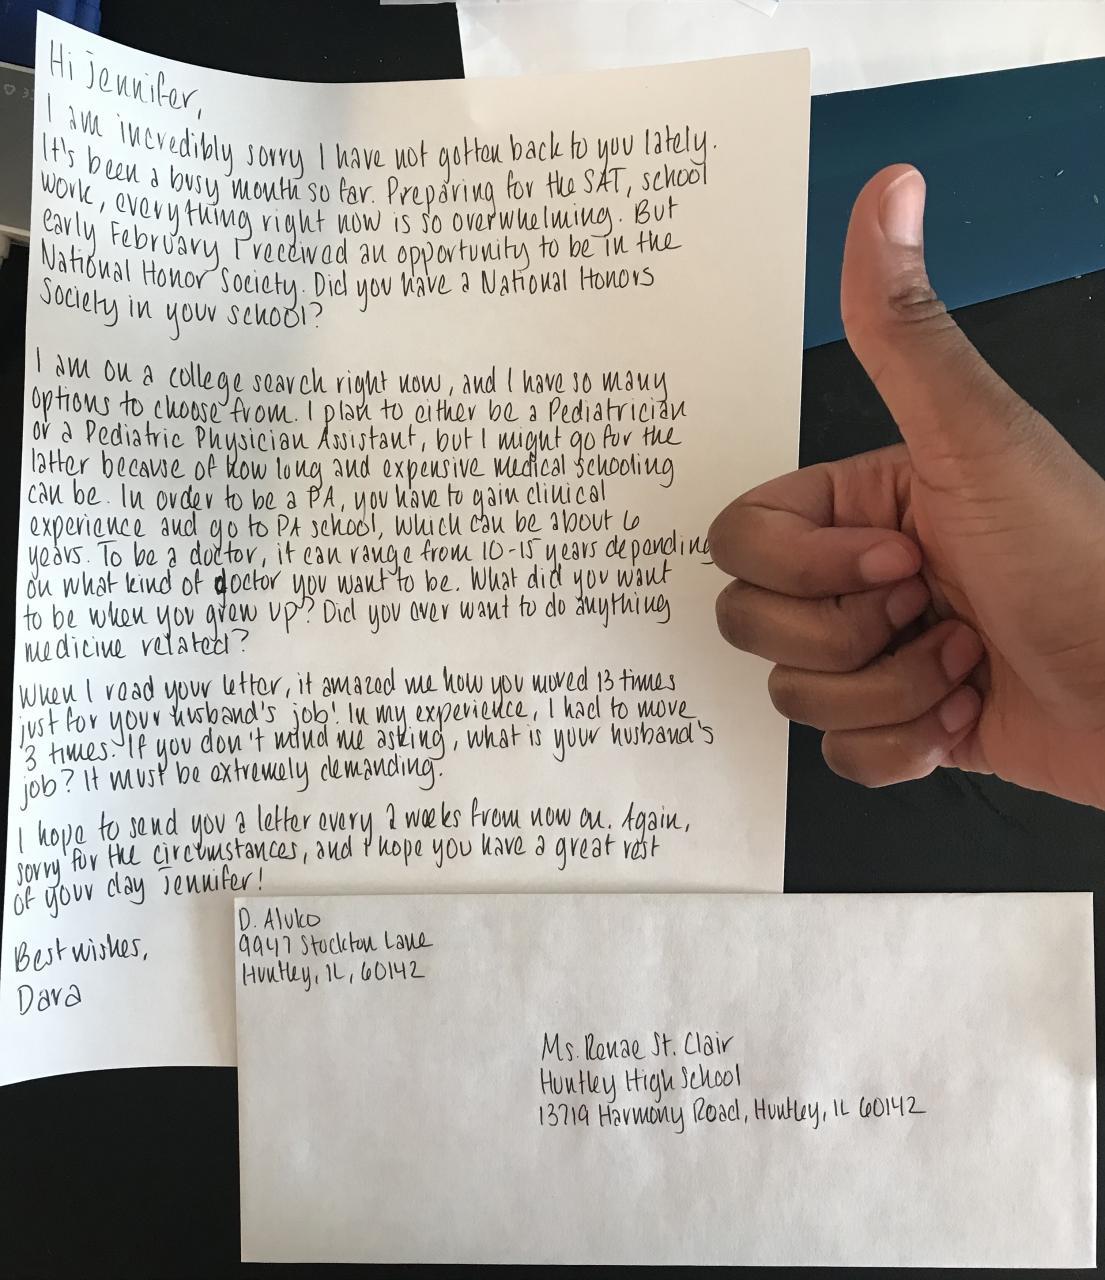 Hi Jennifer,
I am incredibly sorry I have not gotten back to you lately.
It's been a busy month so far. Preparing for the SAT, school
work, everything right now is so overwhelming. But
early February I received an opportunity to be in the
National Honor Society. Did you have a National Honors
Society in your school?
I am on a college search right now, and I have so many
options to choose from. I plan to either be a Pediatrician
or a Pediatric Physician Assistant, but I might go for the
latter because of how long and expensive medical schooling
can be. In order to be a PA, you have to gain clinical
experience and go to PA school, which can be about 6
years. To be a doctor, it can range from 10-15 years depending
on what kind of doctor you want to be. What did you want
to be when you grew up? Did you ever want to do anything
medicine related?
When I read your letter, it amazed me how you moved 13 times
just for your husband's job! In my experience, I had to move
3 times. If you don't mind me asking, what is your husband's
job? It must be extremely demanding.
I hope to send you a letter every 2 weeks from now on. Again,
sorry for the circumstances, and I hope you have a great rest
of your day Jennifer!
Best wishes,
Dara
D. Aluko
9947 Stockton Lane
Huntley, IL, 60142
Ms. Renae St. Clair
Huntley High School
13719 Harmony Road, Huntley, IL 60142